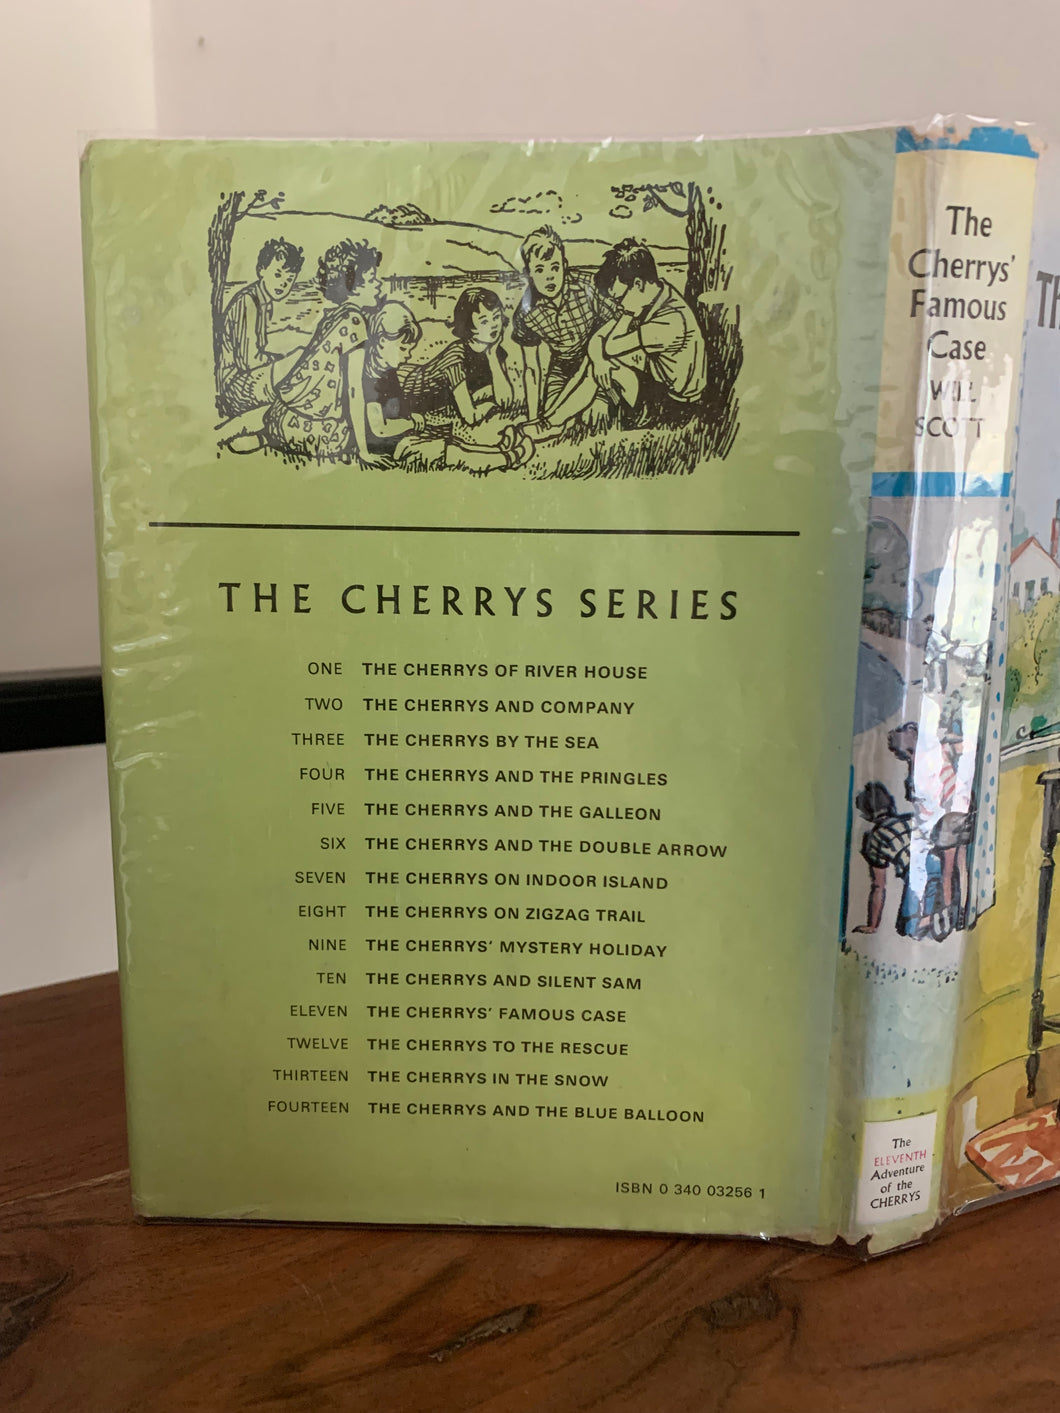 THE CHERRYS SERIES
ONE THE CHERRYS OF RIVER HOUSE
TWO THE CHERRYS AND COMPANY
THREE THE CHERRYS BY THE SEA
FOUR THE CHERRYS AND THE PRINGLES
FIVE THE CHERRYS AND THE GALLEON
SIX THE CHERRYS AND THE DOUBLE ARROW
SEVEN THE CHERRYS ON INDOOR ISLAND
EIGHT THE CHERRYS ON ZIGZAG TRAIL
NINE THE CHERRYS' MYSTERY HOLIDAY
TEN THE CHERRYS AND SILENT SAM
ELEVEN THE CHERRYS' FAMOUS CASE
TWELVE THE CHERRYS TO THE RESCUE
THIRTEEN THE CHERRYS IN THE SNOW
FOURTEEN THE CHERRYS AND THE BLUE BALLOON
ISBN 0 340 03256 1
The
Cherrys'
Famous
Case
WILL
SCOTT
The
ELEVENTH
Adventure
of the
CHERRYS